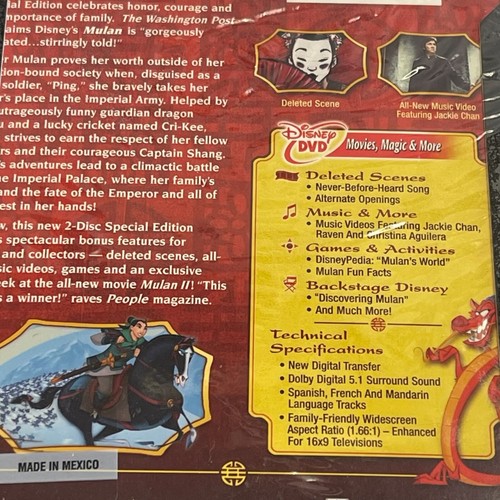 ial Edition celebrates honor, courage and
mportance of family. The Washington Post
aims Disney's Mulan is "gorgeously
ated...stirringly told!"
r Mulan proves her worth outside of her
ion-bound society when, disguised as a
soldier, "Ping," she bravely takes her
r's place in the Imperial Army. Helped by
utrageously funny guardian dragon
u and a lucky cricket named Cri-Kee,
strives to earn the respect of her fellow
rs and their courageous Captain Shang.
's adventures lead to a climactic battle
e Imperial Palace, where her family's
and the fate of the Emperor and all of
est in her hands!
w, this new 2-Disc Special Edition
s spectacular bonus features for
and collectors — deleted scenes, all-
sic videos, games and an exclusive
eek at the all-new movie Mulan II! "This
s a winner!" raves People magazine.
MADE IN MEXICO
Deleted Scene
All-New Music Video
Featuring Jackie Chan
Disney
DVD
Movies, Magic & More
Deleted Scenes
• Never-Before-Heard Song
• Alternate Openings
Music & More
• Music Videos Featuring Jackie Chan,
Raven And Christina Aguilera
Games & Activities
• DisneyPedia: "Mulan's World"
• Mulan Fun Facts
Backstage Disney
• "Discovering Mulan"
• And Much More!
Technical
Specifications
• New Digital Transfer
• Dolby Digital 5.1 Surround Sound
• Spanish, French And Mandarin
Language Tracks
• Family-Friendly Widescreen
Aspect Ratio (1.66:1) – Enhanced
For 16x9 Televisions